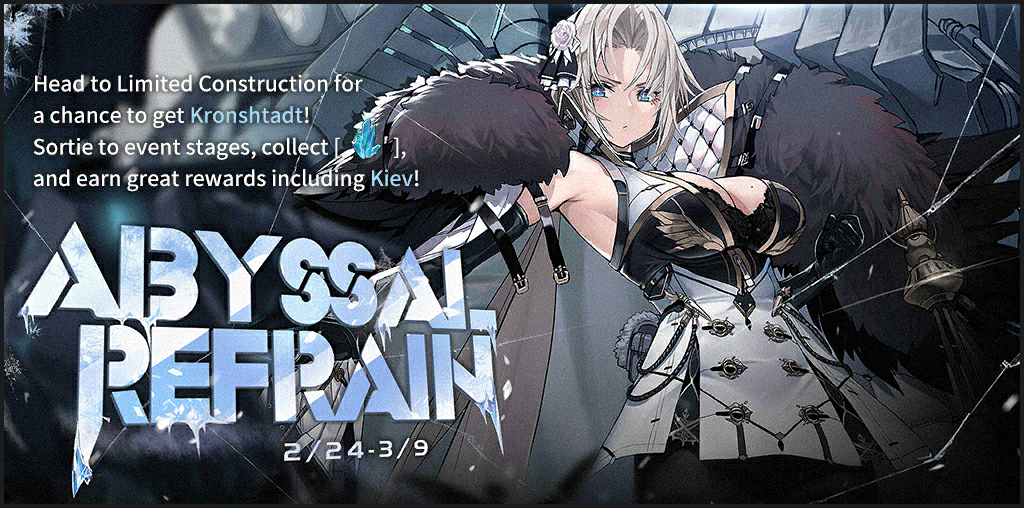 Head to Limited Construction for
a chance to get Kronshtadt!
Sortie to event stages, collect [ ],
and earn great rewards including Kiev!
ABYSSAL
REFRAIN
2/24-3/9